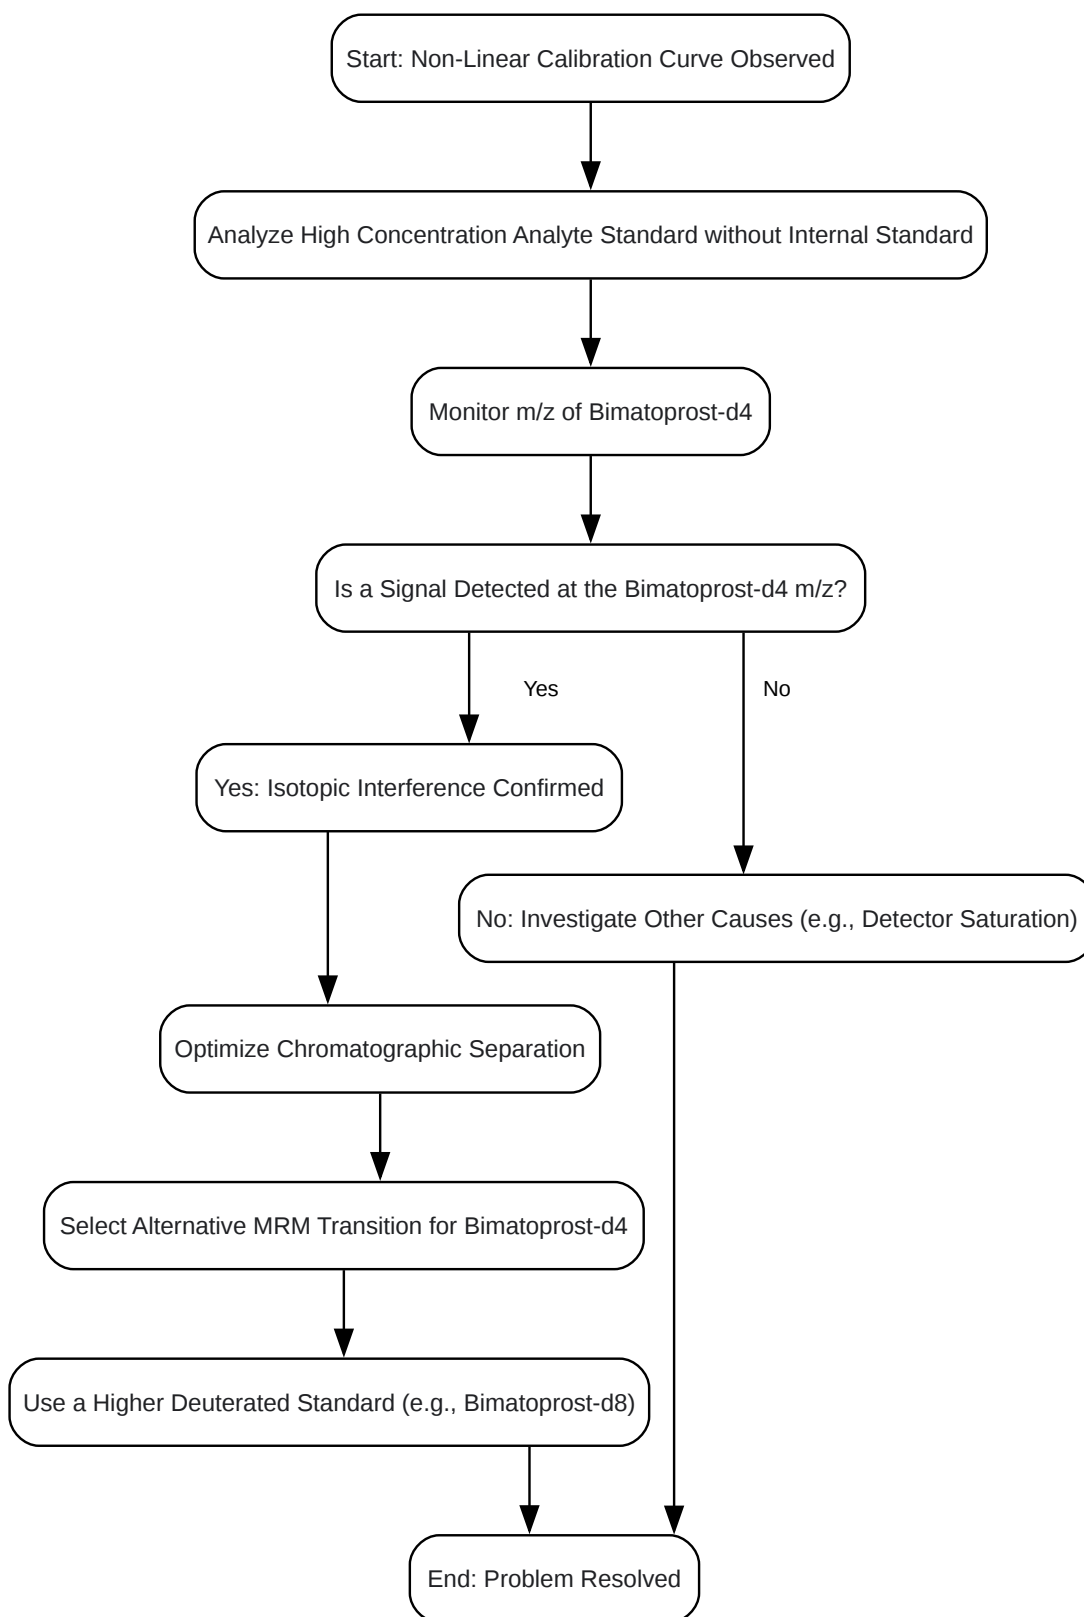 Start: Non-Linear Calibration Curve Observed
Analyze High Concentration Analyte Standard without Internal Standard
Monitor m/z of Bimatoprost-d4
Is a Signal Detected at the Bimatoprost-d4 m/z?
Yes
No
Yes: Isotopic Interference Confirmed
No: Investigate Other Causes (e.g., Detector Saturation)
Optimize Chromatographic Separation
Select Alternative MRM Transition for Bimatoprost-d4
Use a Higher Deuterated Standard (e.g., Bimatoprost-d8)
End: Problem Resolved